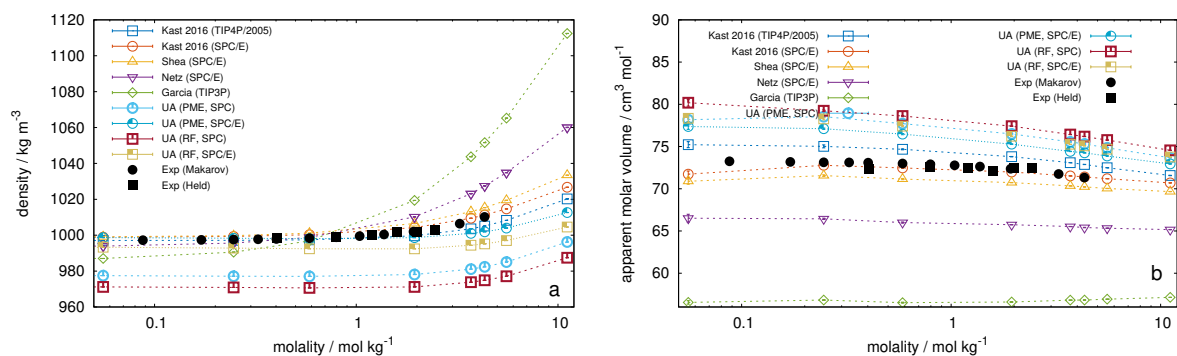 1120
1100
1080
1060
1040
1020
1000
980
960
density / kg m⁻³
0.1
1
10
molality / mol kg⁻¹
Kast 2016 (TIP4P/2005)
Kast 2016 (SPC/E)
Shea (SPC/E)
Netz (SPC/E)
Garcia (TIP3P)
UA (PME, SPC)
UA (PME, SPC/E)
UA (RF, SPC)
UA (RF, SPC/E)
Exp (Makarov)
Exp (Held)
a
90
85
80
75
70
65
60
apparent molar volume / cm³ mol⁻¹
0.1
1
10
molality / mol kg⁻¹
Kast 2016 (TIP4P/2005)
Kast 2016 (SPC/E)
Shea (SPC/E)
Netz (SPC/E)
Garcia (TIP3P)
UA (PME, SPC)
UA (PME, SPC/E)
UA (RF, SPC)
UA (RF, SPC/E)
Exp (Makarov)
Exp (Held)
b